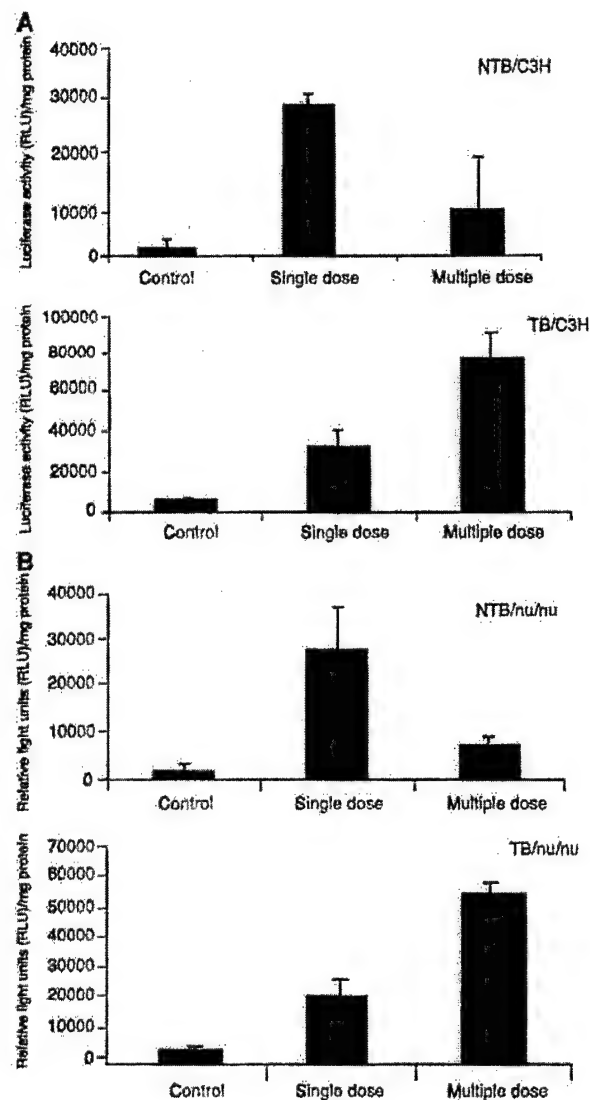 A
NTB/C3H
Luciferase activity (RLU)/mg protein
40000
30000
20000
10000
0
Control Single dose Multiple dose
TB/C3H
Luciferase activity (RLU)/mg protein
100000
80000
60000
40000
20000
0
Control Single dose Multiple dose
B
NTB/nu/nu
Relative light units (RLU)/mg protein
40000
30000
20000
10000
0
Control Single dose Multiple dose
TB/nu/nu
Relative light units (RLU)/mg protein
70000
60000
50000
40000
30000
20000
10000
0
Control Single dose Multiple dose